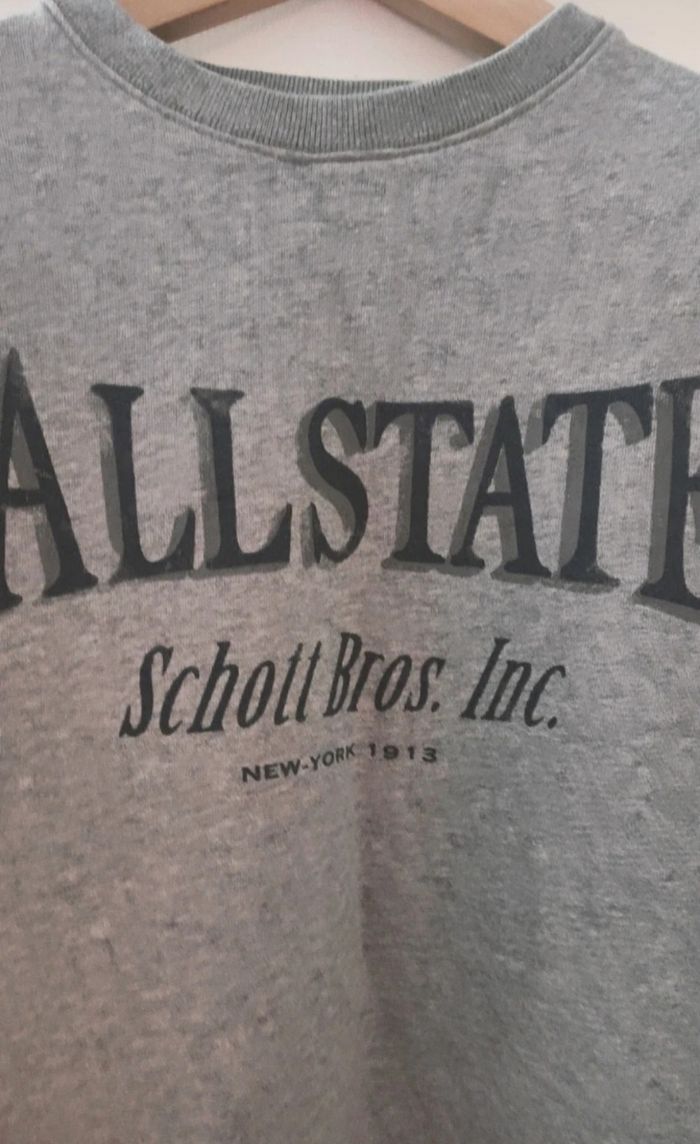 ALLSTATE
Schott Bros. Inc.
NEW-YORK 1913